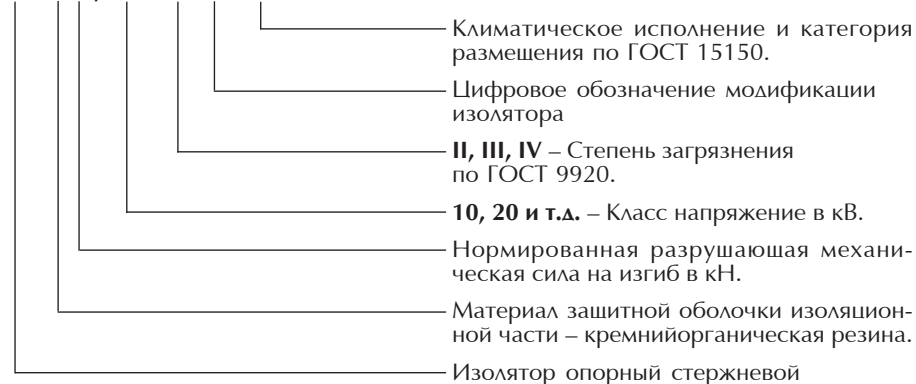 Климатическое исполнение и категория
размещения по ГОСТ 15150.
Цифровое обозначение модификации
изолятора
II, III, IV – Степень загрязнения
по ГОСТ 9920.
10, 20 и т.д. – Класс напряжение в кВ.
Нормированная разрушающая механи-
ческая сила на изгиб в кН.
Материал защитной оболочки изоляцион-
ной части – кремнийорганическая резина.
Изолятор опорный стержневой